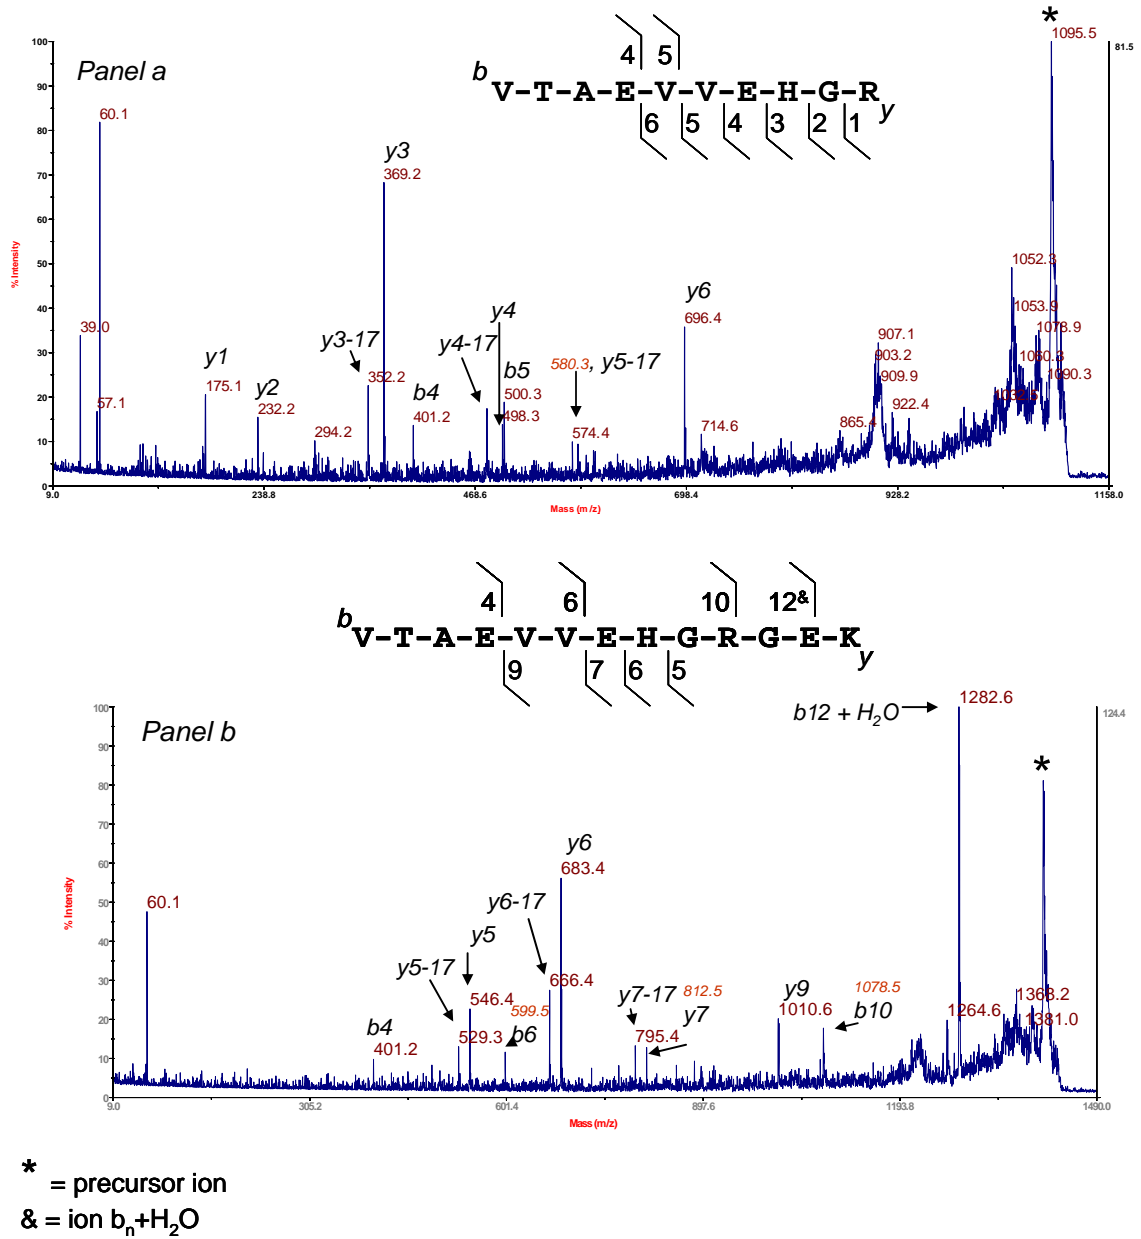 *
1095.5
100
81.5
Panel a
4 5
b V-T-A-E-V-V-E-H-G-R y
6 5 4 3 2 1
90
60.1
80
y3
369.2
70
60
% Intensity
50
1052.3
y4
y6
696.4
40
1053.9
39.0
y3-17
y4-17
907.1
1078.9
30
580.3, y5-17
903.2
1060.3
y1
352.2
b5
909.9
1090.3
20
57.1
175.1
y2
232.2
b4
401.2
500.3
498.3
865.4
922.4
10
294.2
574.4
714.6
0
9.0 238.8 468.6 698.4 928.2 1158.0
Mass (m/z)
4 6 10 12&
b V-T-A-E-V-V-E-H-G-R-G-E-K y
9 7 6 5
100
Panel b
b12 + H2O
1282.6
124.4
90
*
80
70
y6
683.4
60
% Intensity
60.1
y6-17
50
y5
40
y5-17
y7-17 812.5
y9
1078.5
30
546.4
599.5
666.4
y7
1010.6
b10
1264.6
1368.2
20
b4
401.2
529.3
b6
795.4
1381.0
10
0
9.0 305.2 601.4 897.6 1193.8 1490.0
Mass (m/z)
* = precursor ion
& = ion bn+H2O